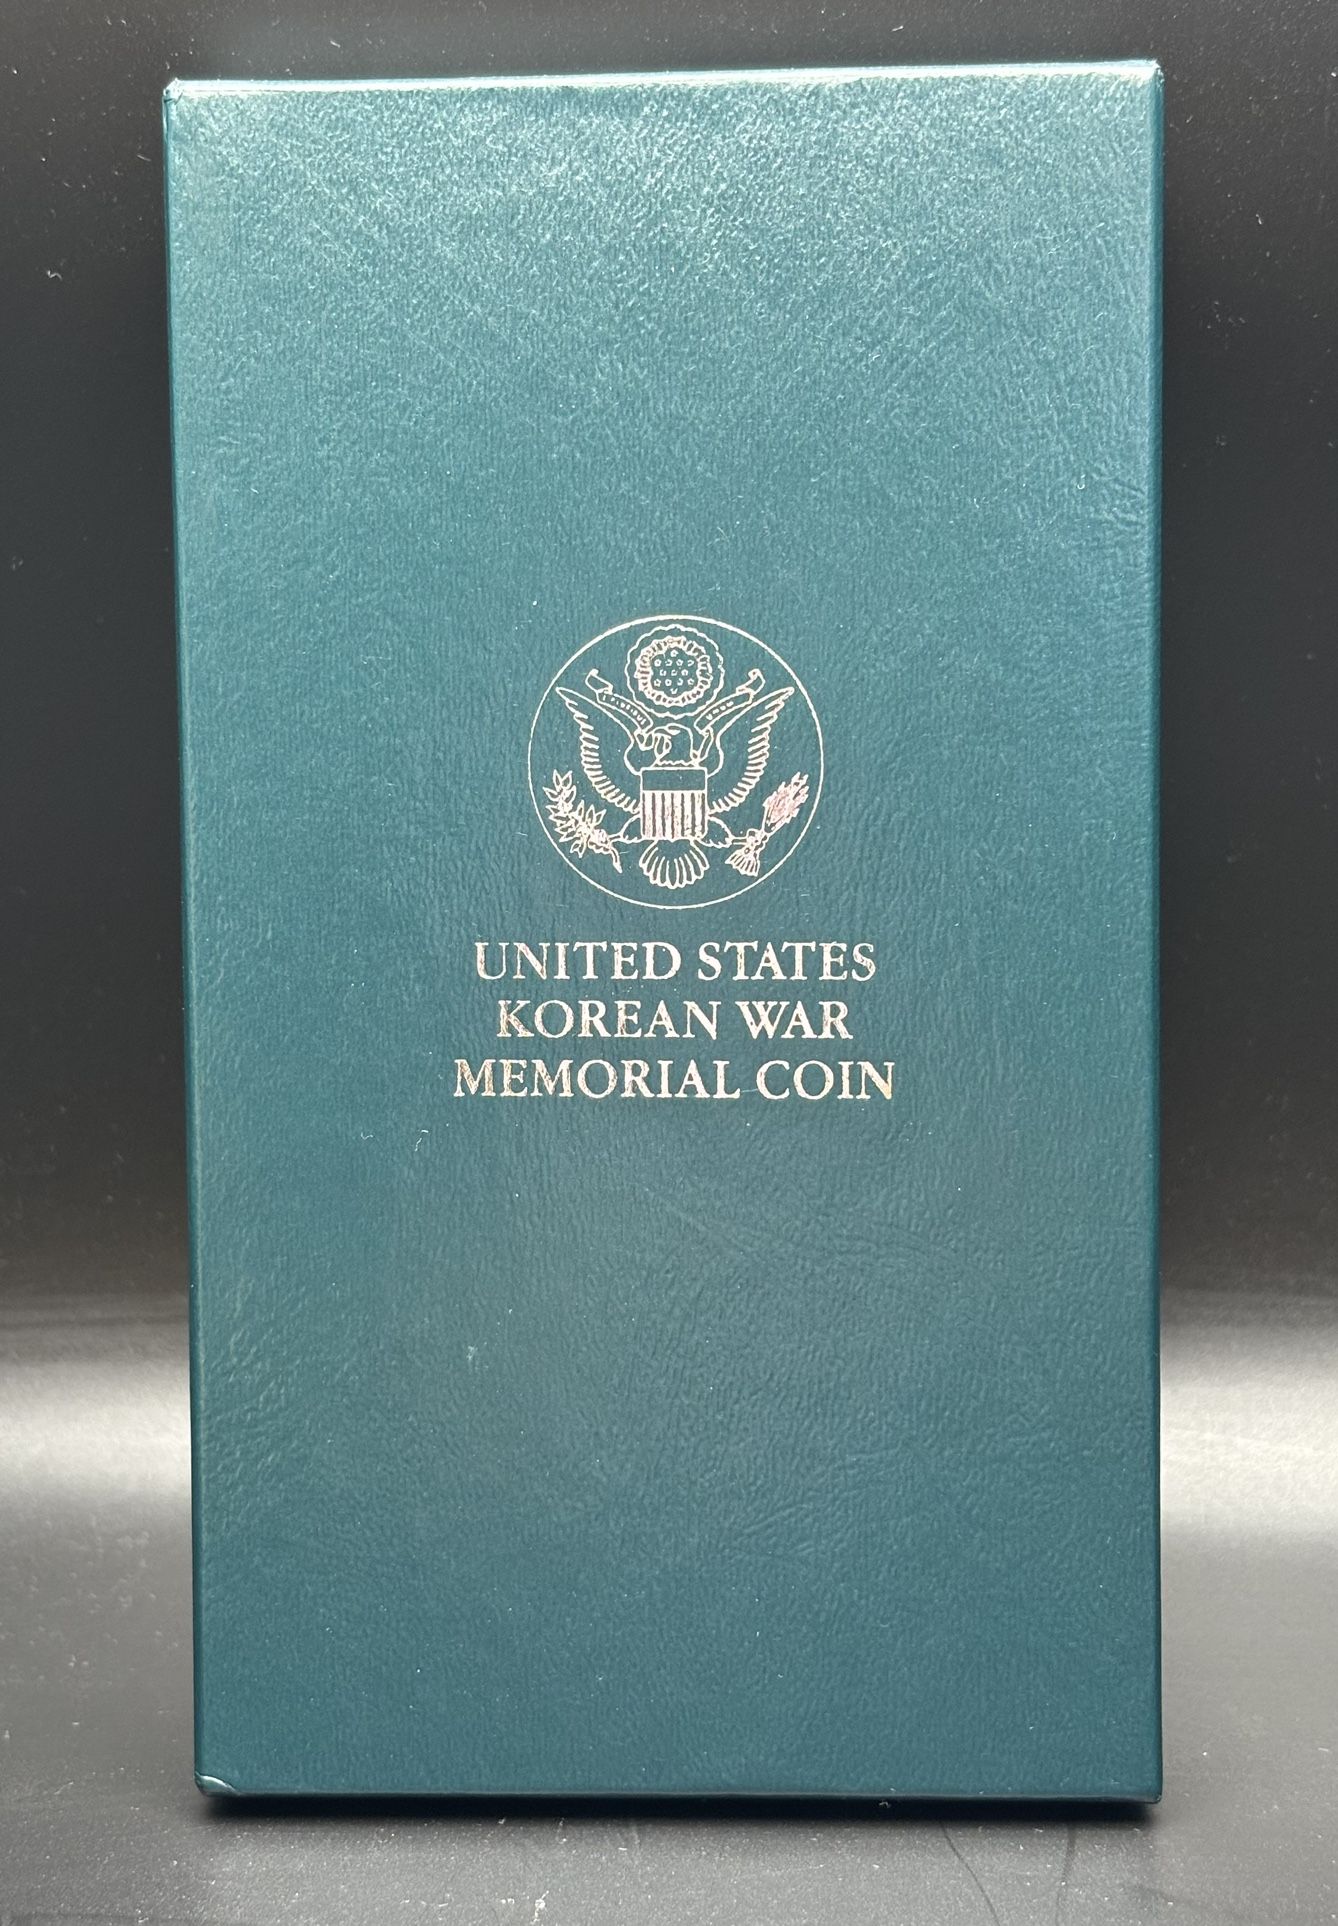 UNITED STATES
KOREAN WAR
MEMORIAL COIN